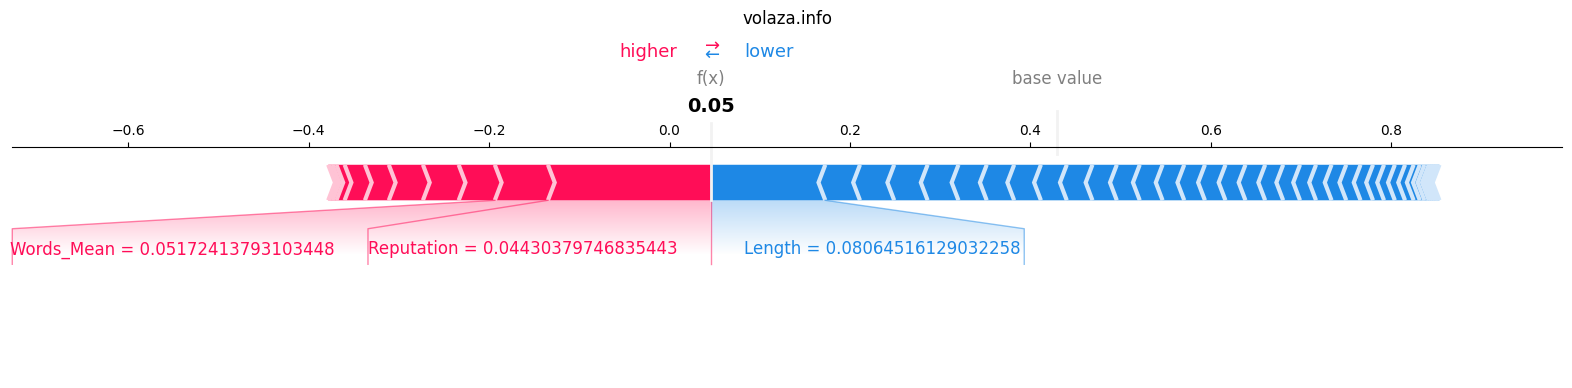 volaza.info
higher ⇄ lower
f(x) base value
0.05
−0.6 −0.4 −0.2 0.0 0.2 0.4 0.6 0.8
Words_Mean = 0.05172413793103448 Reputation = 0.04430379746835443 Length = 0.08064516129032258